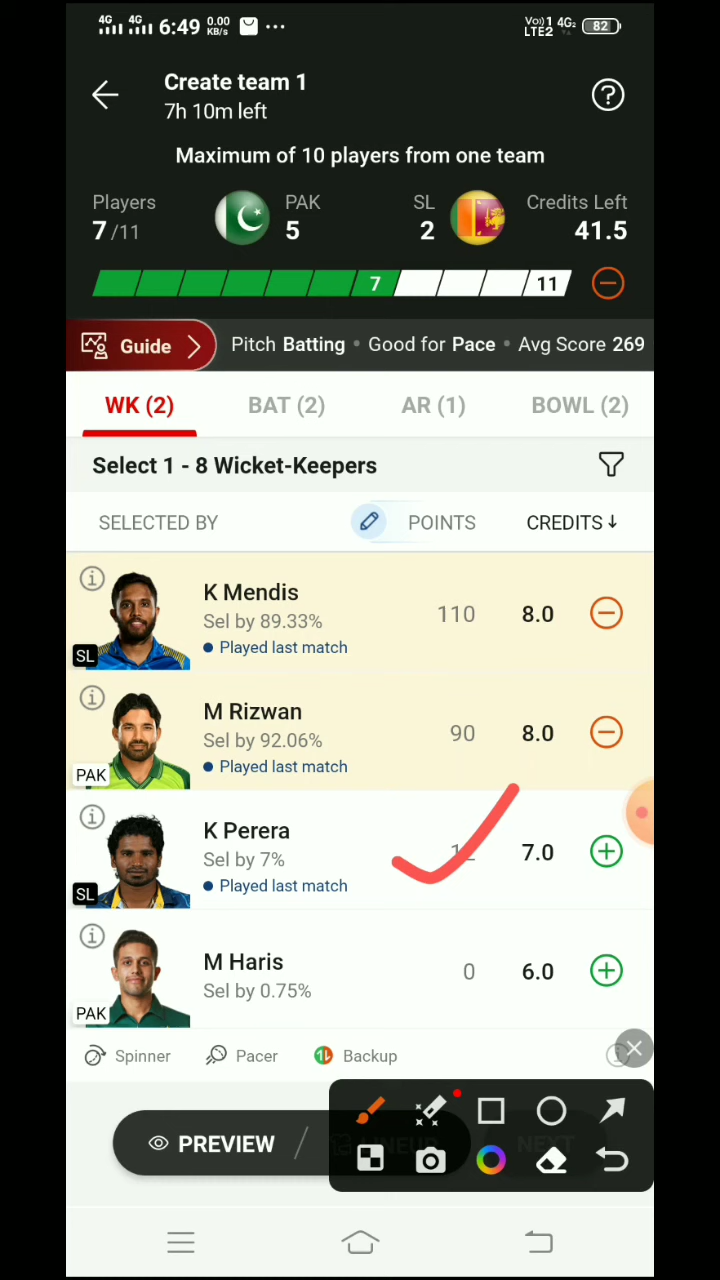 4G 4G 6:49 0.00 KB/s ··· Vo)) 1 LTE2 4G2 82
Create team 1
7h 10m left
Maximum of 10 players from one team
Players PAK SL Credits Left
7 /11 5 2 41.5
7 11
Guide Pitch Batting • Good for Pace • Avg Score 269
WK (2) BAT (2) AR (1) BOWL (2)
Select 1 - 8 Wicket-Keepers
SELECTED BY POINTS CREDITS↓
K Mendis
Sel by 89.33% 110 8.0
Played last match
SL
M Rizwan
Sel by 92.06% 90 8.0
Played last match
PAK
K Perera
Sel by 7% 7.0
Played last match
SL
M Haris
Sel by 0.75% 0 6.0
PAK
Spinner Pacer Backup
PREVIEW / LINEUP NEXT